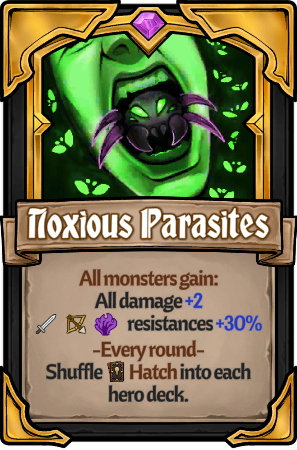 Noxious Parasites
All monsters gain:
All damage +2
resistances +30%
-Every round-
Shuffle Hatch into each
hero deck.